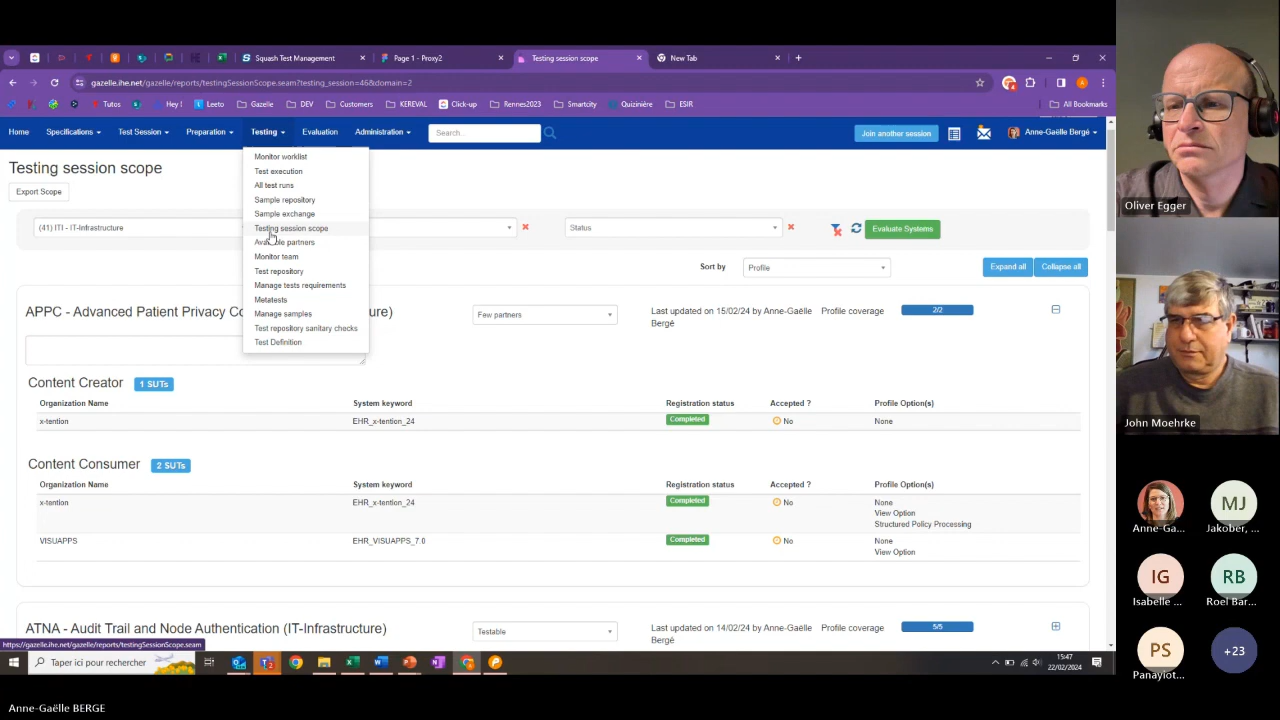 Squash Test Management
Page 1 - Proxy2
Testing session scope
New Tab
gazelle.ihe.net/gazelle/reports/testingSessionScope.seam?testing_session=46&domain=2
Tutos
Hey !
Leeto
Gazelle
DEV
Customers
KEREVAL
Click-up
Rennes2023
Smartcity
Quizinière
ESIR
All Bookmarks
Home
Specifications
Test Session
Preparation
Testing
Evaluation
Administration
Search...
Join another session
Anne-Gaëlle Bergé
Testing session scope
Export Scope
Monitor worklist
Test execution
All test runs
Sample repository
Sample exchange
Testing session scope
Available partners
Monitor team
Test repository
Manage tests requirements
Metatests
Manage samples
Test repository sanitary checks
Test Definition
(41) ITI - IT-Infrastructure
Status
Evaluate Systems
Sort by
Profile
Expand all
Collapse all
APPC - Advanced Patient Privacy Co
ure)
Few partners
Last updated on 15/02/24 by Anne-Gaëlle
Bergé
Profile coverage
2/2
Content Creator
1 SUTs
Organization Name
System keyword
Registration status
Accepted ?
Profile Option(s)
x-tention
EHR_x-tention_24
Completed
No
None
Content Consumer
2 SUTs
Organization Name
System keyword
Registration status
Accepted ?
Profile Option(s)
x-tention
EHR_x-tention_24
Completed
No
None
View Option
Structured Policy Processing
VISUAPPS
EHR_VISUAPPS_7.0
Completed
No
None
View Option
ATNA - Audit Trail and Node Authentication (IT-Infrastructure)
Testable
Last updated on 14/02/24 by Anne-Gaëlle
Bergé
Profile coverage
5/5
https://gazelle.ihe.net/gazelle/reports/testingSessionScope.seam
Taper ici pour rechercher
15:47
22/02/2024
Anne-Gaëlle BERGE
Oliver Egger
John Moehrke
Anne-Ga...
MJ
Jakober, ...
IG
Isabelle ...
RB
Roel Bar...
PS
Panayiot...
+23